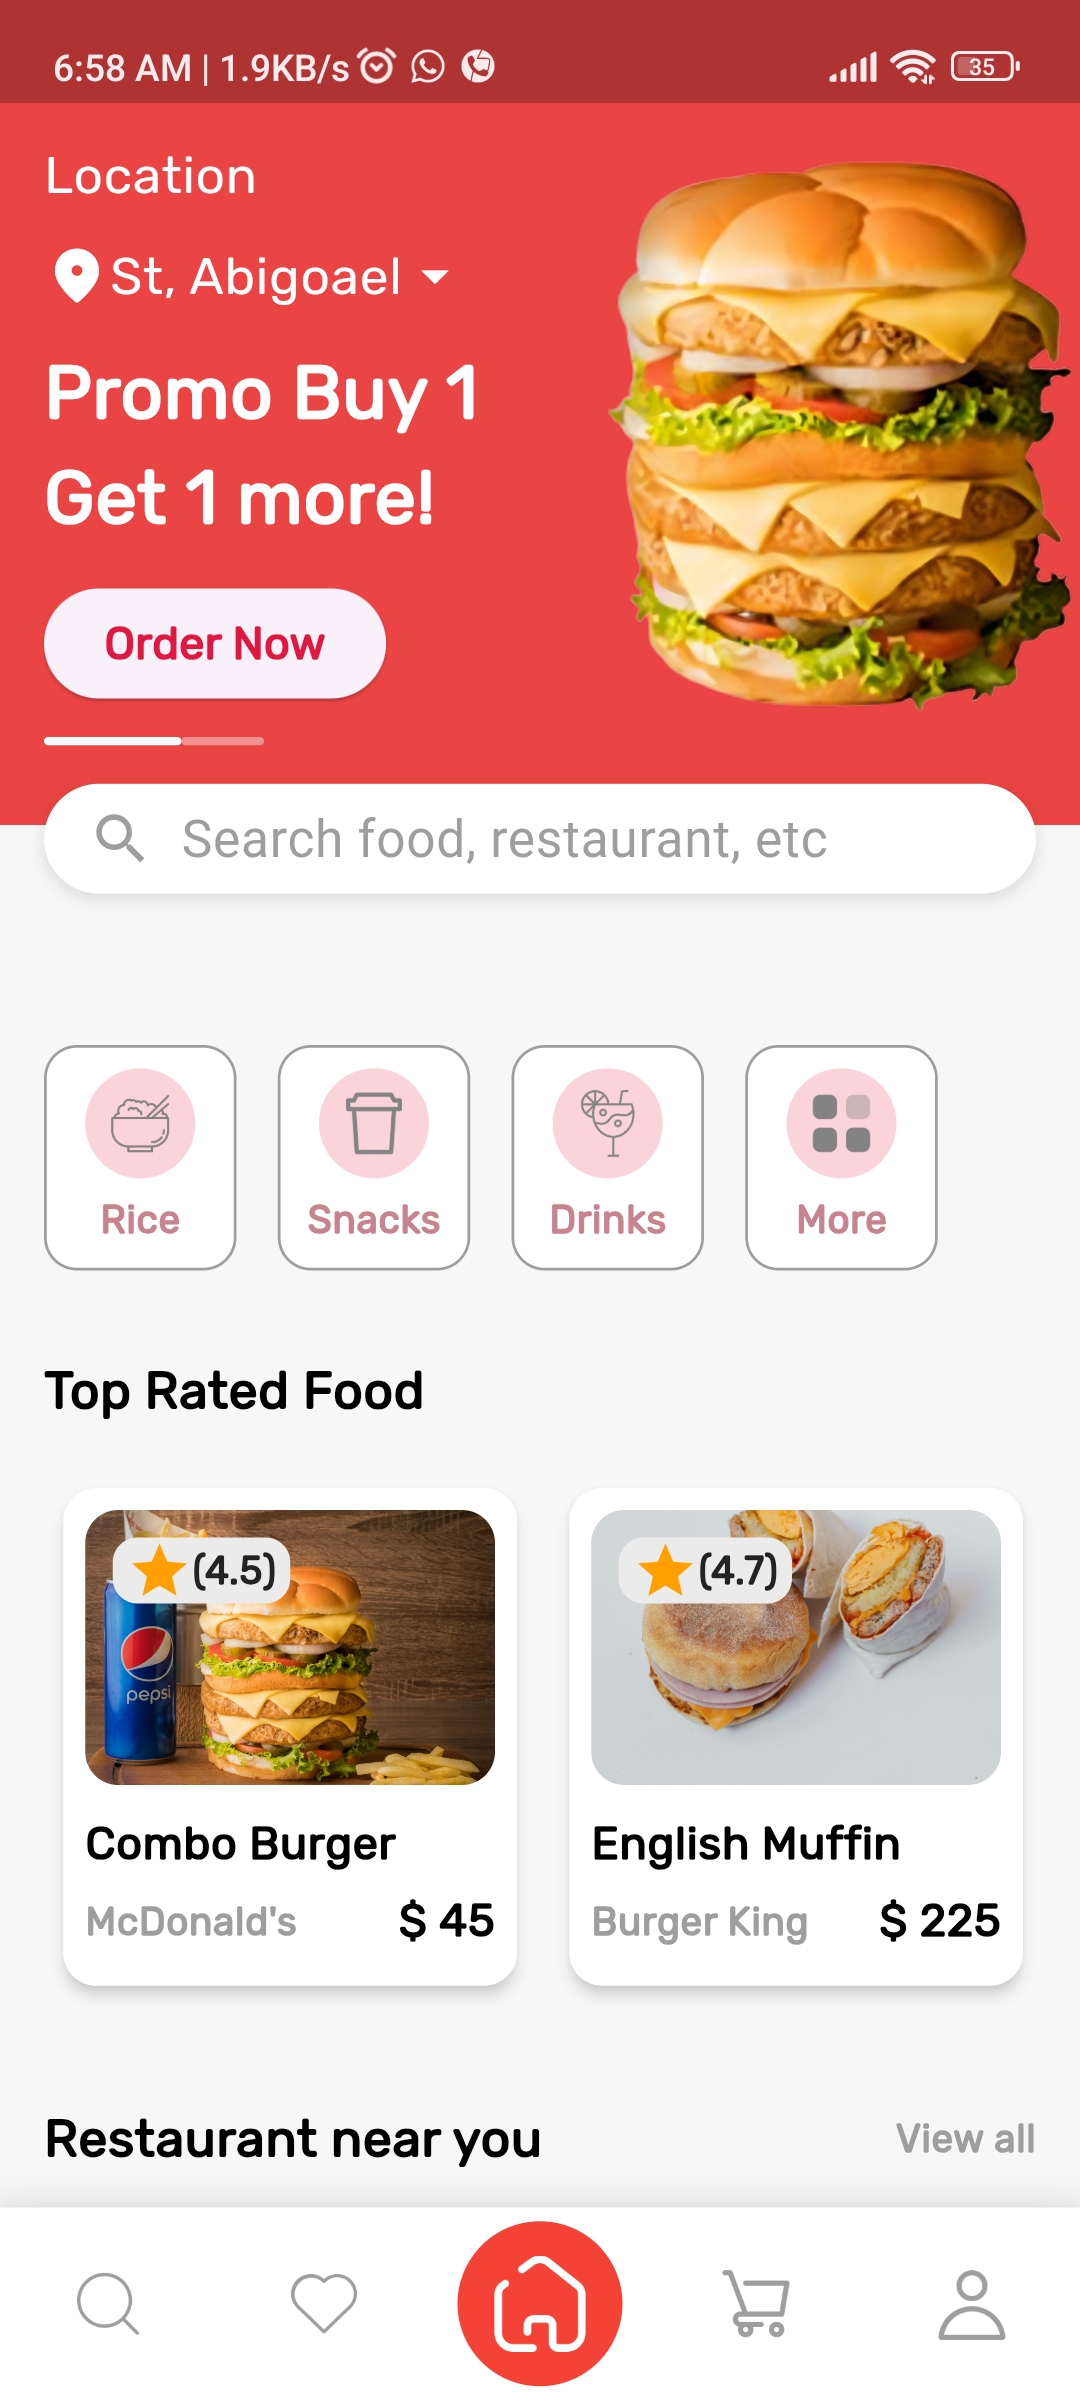 6:58 AM | 1.9KB/s
35
Location
St, Abigoael
Promo Buy 1
Get 1 more!
Order Now
Search food, restaurant, etc
Rice
Snacks
Drinks
More
Top Rated Food
(4.5)
pepsi
Combo Burger
McDonald's
$ 45
(4.7)
English Muffin
Burger King
$ 225
Restaurant near you
View all